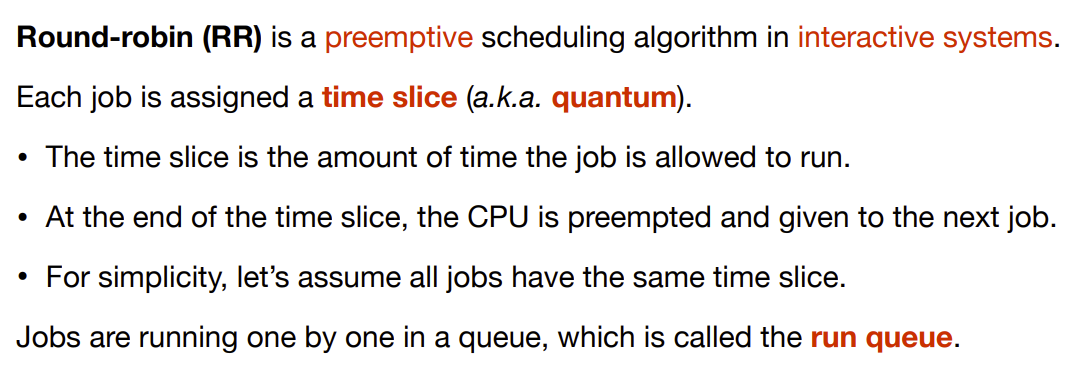 Round-robin (RR) is a preemptive scheduling algorithm in interactive systems.
Each job is assigned a time slice (a.k.a. quantum).
• The time slice is the amount of time the job is allowed to run.
• At the end of the time slice, the CPU is preempted and given to the next job.
• For simplicity, let’s assume all jobs have the same time slice.
Jobs are running one by one in a queue, which is called the run queue.